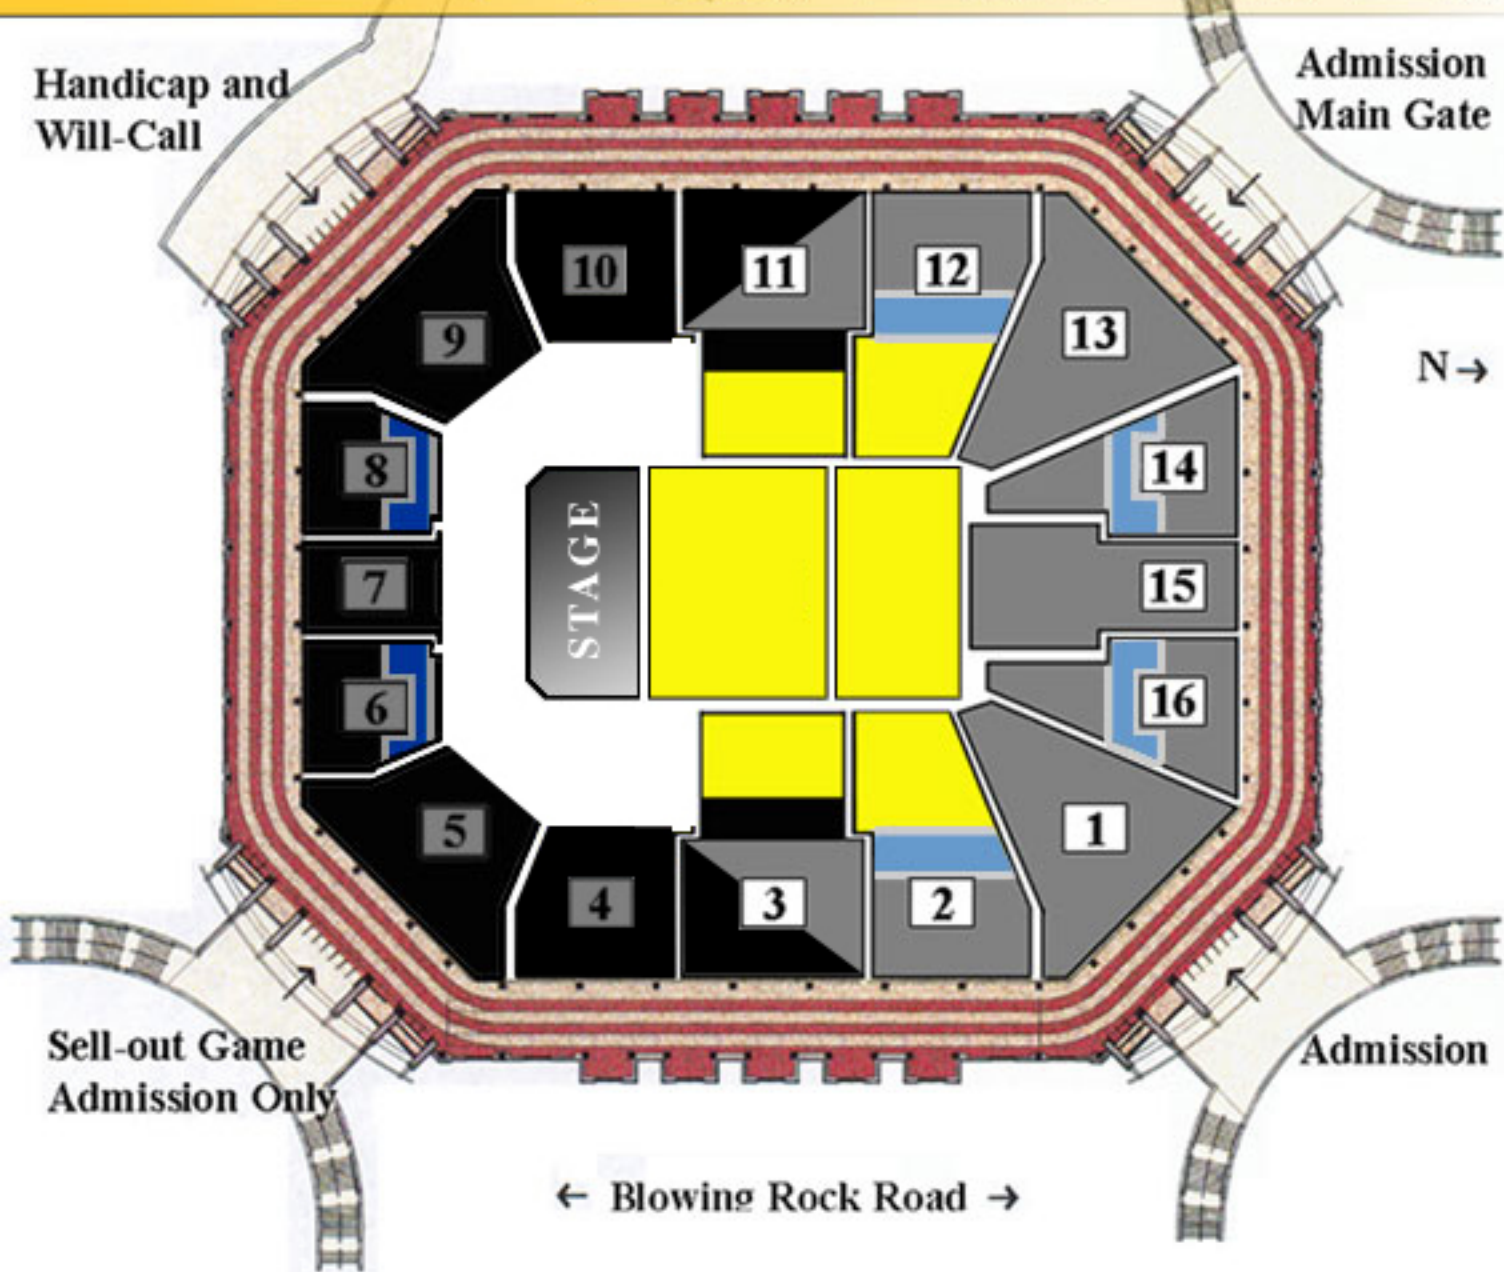 Handicap and
Will-Call
Admission
Main Gate
10
11
12
9
13
N→
8
14
STAGE
7
15
6
16
5
1
4
3
2
Sell-out Game
Admission Only
Admission
← Blowing Rock Road →